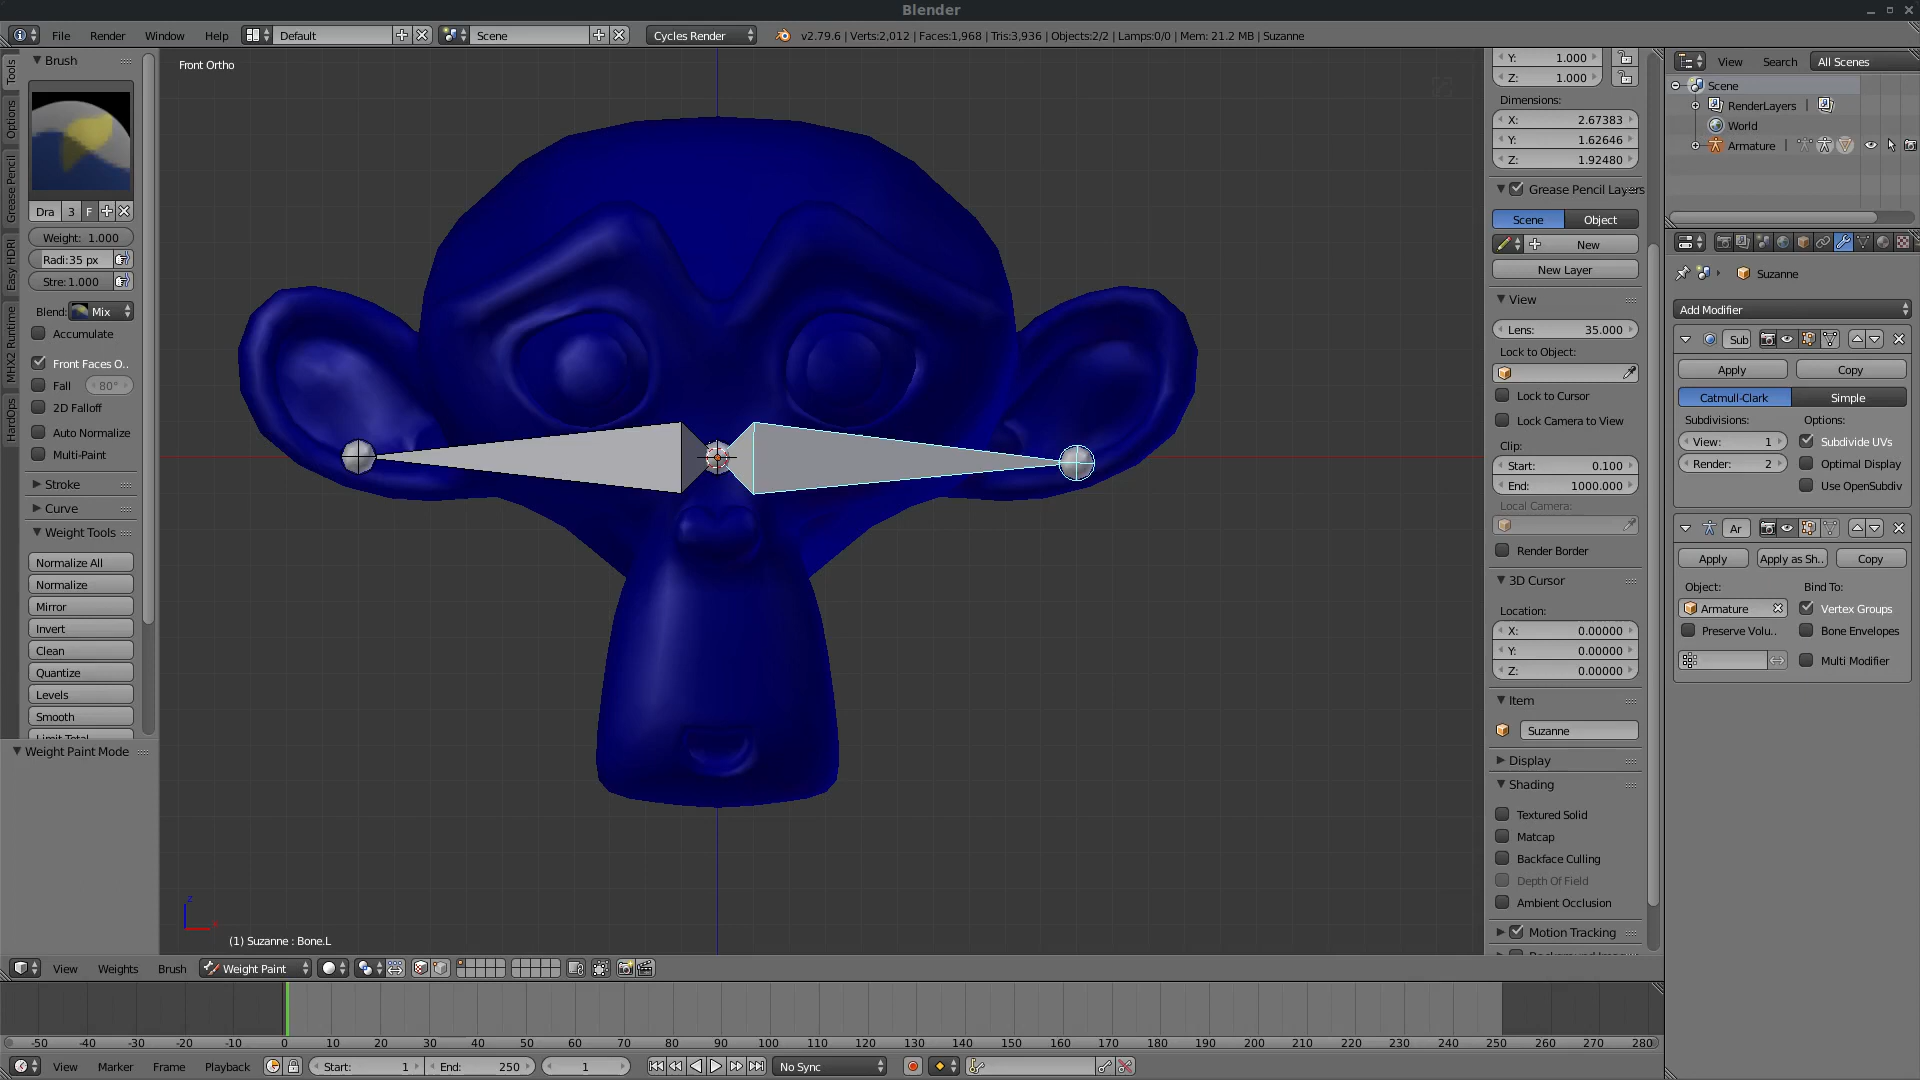 Blender
File Render Window Help Default Scene Cycles Render v2.79.6 | Verts:2,012 | Faces:1,968 | Tris:3,936 | Objects:2/2 | Lamps:0/0 | Mem: 21.2 MB | Suzanne
Tools
Options
Grease Pencil
Easy HDRI
MHX2 Runtime
HardOps
Brush
Dra 3 F
Weight: 1.000
Radi:35 px
Stre:1.000
Blend: Mix
Accumulate
Front Faces O..
Fall 80°
2D Falloff
Auto Normalize
Multi-Paint
Stroke
Curve
Weight Tools
Normalize All
Normalize
Mirror
Invert
Clean
Quantize
Levels
Smooth
Limit Total
Weight Paint Mode
Front Ortho
z
x
(1) Suzanne : Bone.L
Y: 1.000
Z: 1.000
Dimensions:
X: 2.67383
Y: 1.62646
Z: 1.92480
Grease Pencil Layers
Scene Object
New
New Layer
View
Lens: 35.000
Lock to Object:
Lock to Cursor
Lock Camera to View
Clip:
Start: 0.100
End: 1000.000
Local Camera:
Render Border
3D Cursor
Location:
X: 0.00000
Y: 0.00000
Z: 0.00000
Item
Suzanne
Display
Shading
Textured Solid
Matcap
Backface Culling
Depth Of Field
Ambient Occlusion
Motion Tracking
View Search All Scenes
Scene
RenderLayers |
World
Armature |
Suzanne
Add Modifier
Sub
Apply Copy
Catmull-Clark Simple
Subdivisions: Options:
View: 1 Subdivide UVs
Render: 2 Optimal Display
Use OpenSubdiv
Ar
Apply Apply as Sh.. Copy
Object: Bind To:
Armature Vertex Groups
Preserve Volu.. Bone Envelopes
Multi Modifier
View Weights Brush Weight Paint
-50 -40 -30 -20 -10 0 10 20 30 40 50 60 70 80 90 100 110 120 130 140 150 160 170 180 190 200 210 220 230 240 250 260 270 280
View Marker Frame Playback Start: 1 End: 250 1 No Sync